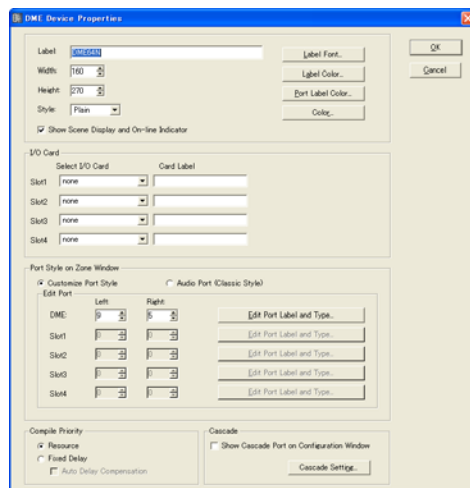 DME Device Properties
Label:
DME64N
Label Font...
OK
Width:
160
Label Color...
Cancel
Height:
270
Port Label Color...
Style:
Plain
Color...
Show Scene Display and On-line Indicator
I/O Card
Select I/O Card
Card Label
Slot1
none
Slot2
none
Slot3
none
Slot4
none
Port Style on Zone Window
Customize Port Style
Audio Port (Classic Style)
Edit Port
Left:
Right:
DME:
9
5
Edit Port Label and Type...
Slot1
0
0
Edit Port Label and Type...
Slot2
0
0
Edit Port Label and Type...
Slot3
0
0
Edit Port Label and Type...
Slot4
0
0
Edit Port Label and Type...
Compile Priority
Cascade
Resource
Show Cascade Port on Configuration Window
Fixed Delay
Auto Delay Compensation
Cascade Setting...